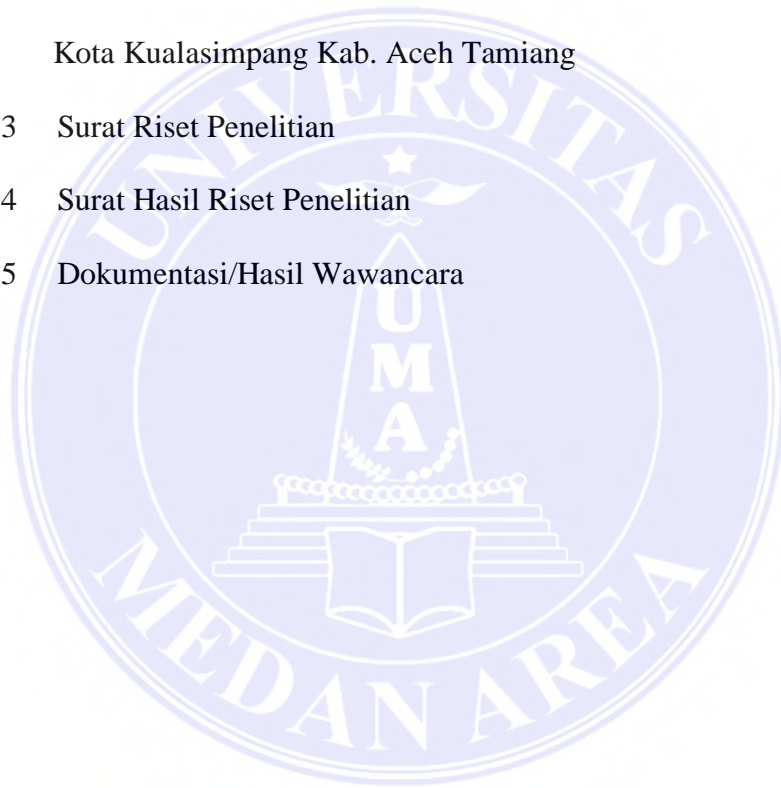 Kota Kualasimpang Kab. Aceh Tamiang
3 Surat Riset Penelitian
4 Surat Hasil Riset Penelitian
5 Dokumentasi/Hasil Wawancara
UNIVERSITAS
UMA
MEDAN AREA